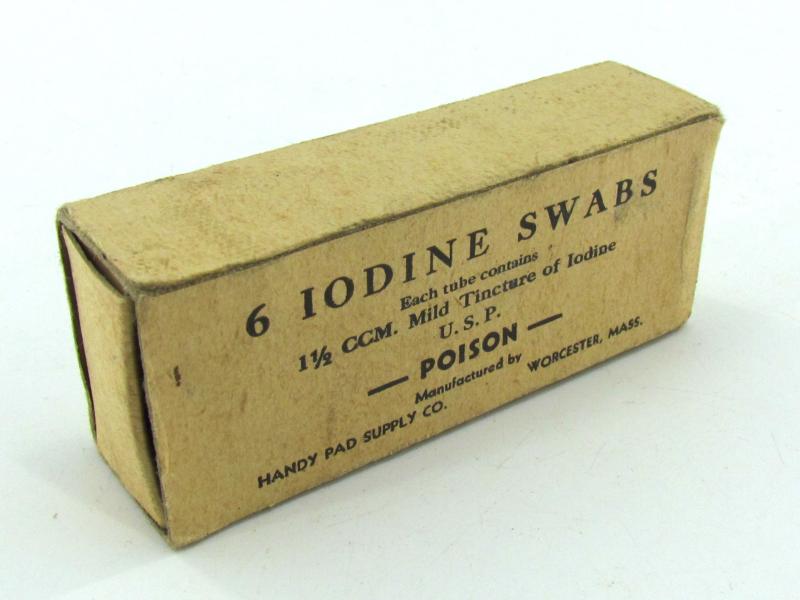 6 IODINE SWABS
Each tube contains
1½ CCM. Mild Tincture of Iodine
U. S. P.
— POISON —
Manufactured by
HANDY PAD SUPPLY CO. WORCESTER, MASS.